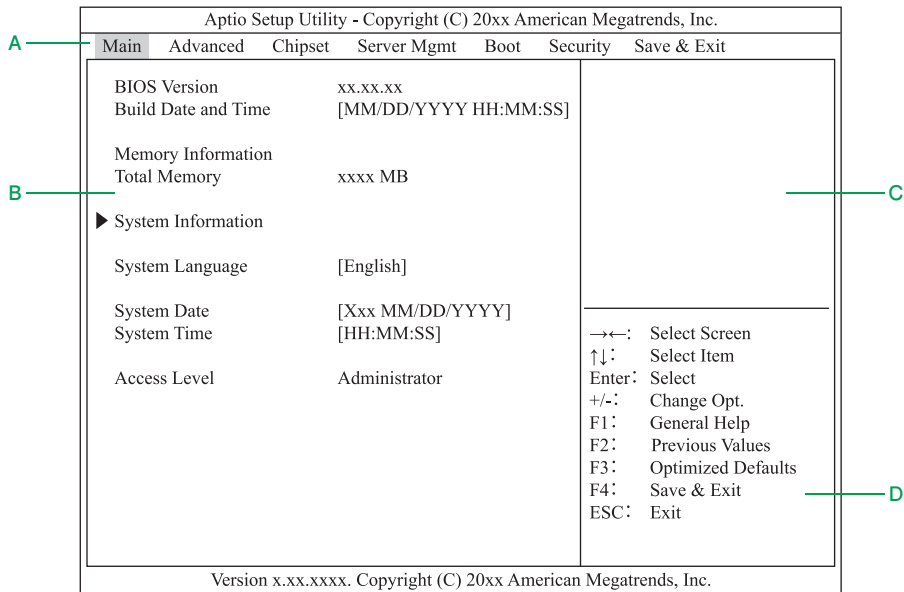 Aptio Setup Utility - Copyright (C) 20xx American Megatrends, Inc.
A
Main Advanced Chipset Server Mgmt Boot Security Save & Exit
BIOS Version xx.xx.xx
Build Date and Time [MM/DD/YYYY HH:MM:SS]
Memory Information
Total Memory xxxx MB
B
C
▶ System Information
System Language [English]
System Date [Xxx MM/DD/YYYY]
System Time [HH:MM:SS]
Access Level Administrator
→←: Select Screen
↑↓: Select Item
Enter: Select
+/-: Change Opt.
F1: General Help
F2: Previous Values
F3: Optimized Defaults
F4: Save & Exit
D
ESC: Exit
Version x.xx.xxxx. Copyright (C) 20xx American Megatrends, Inc.